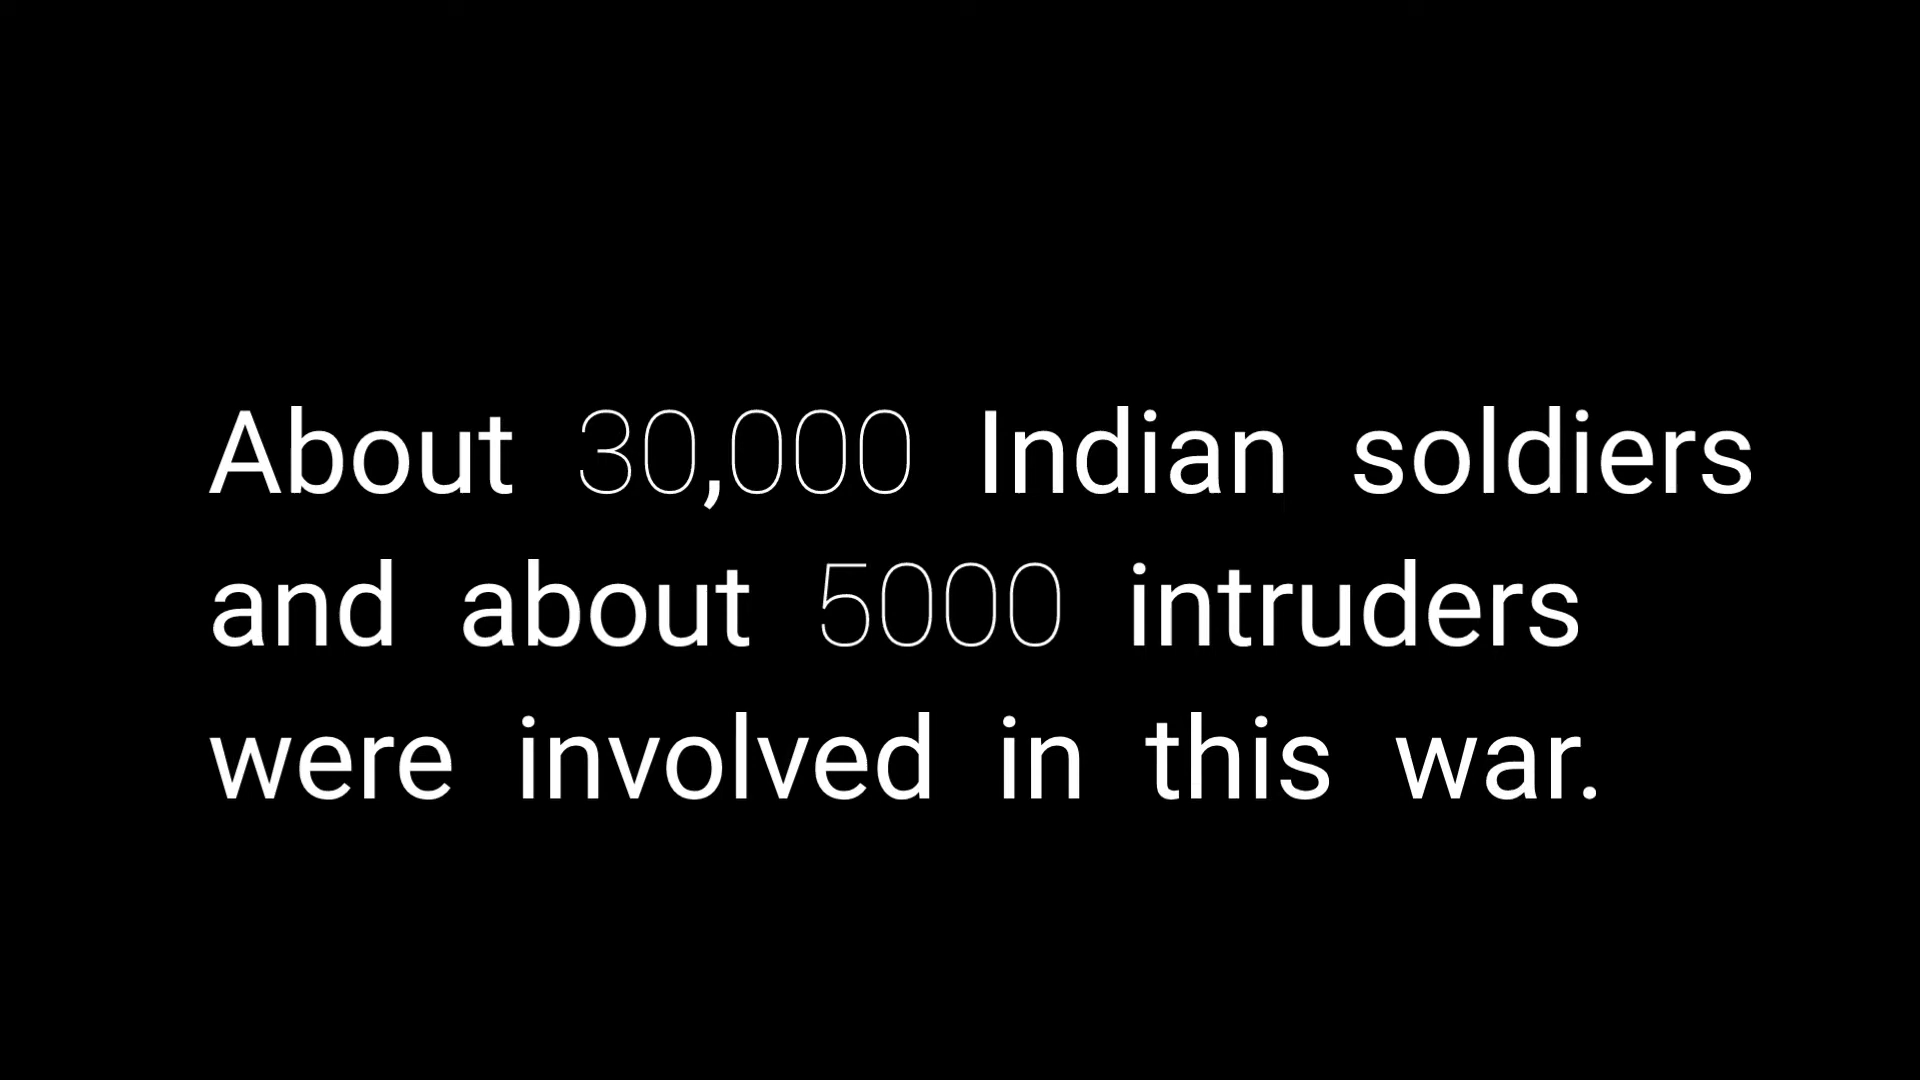 About 30,000 Indian soldiers
and about 5000 intruders
were involved in this war.